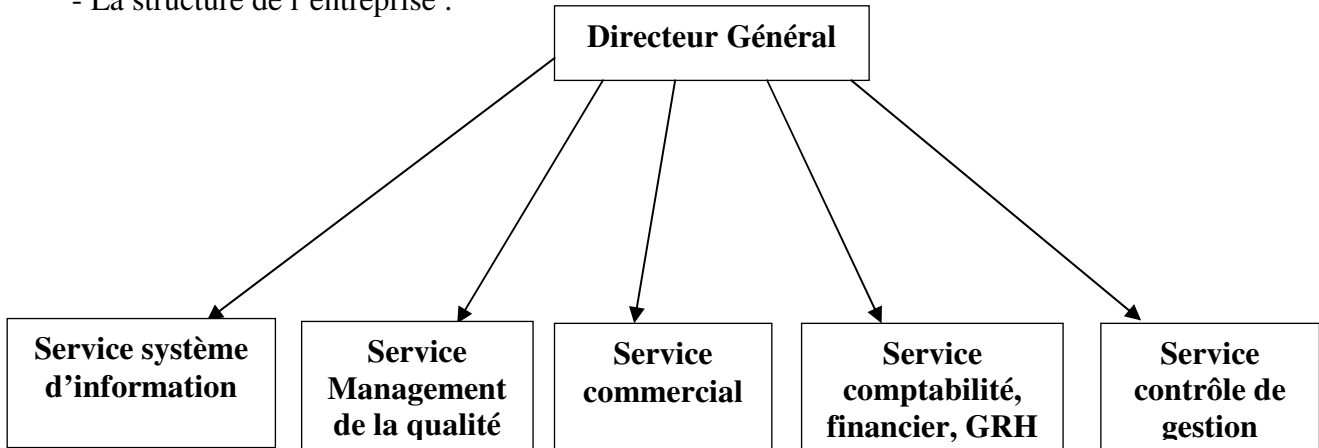 - La structure de l'entreprise :
Directeur Général
Service système
d'information
Service
Management
de la qualité
Service
commercial
Service
comptabilité,
financier, GRH
Service
contrôle de
gestion